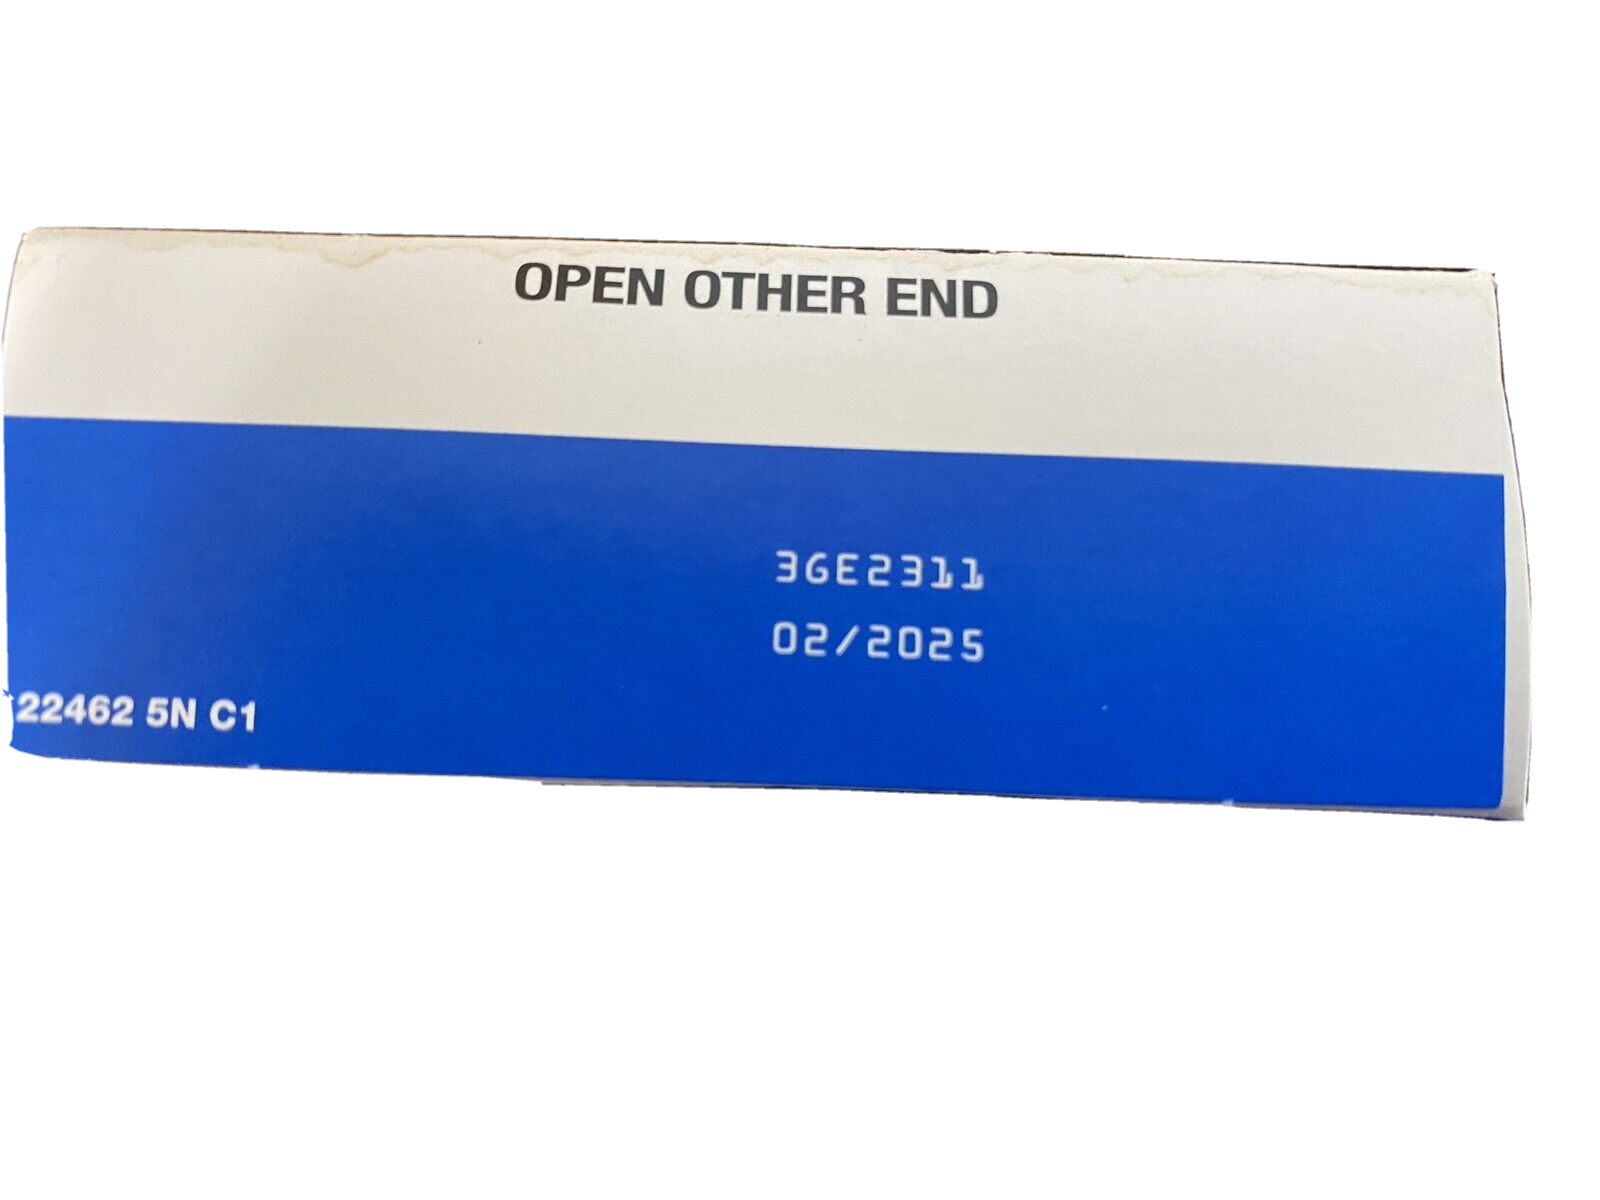 OPEN OTHER END
3GE2311
02/2025
22462 5N C1